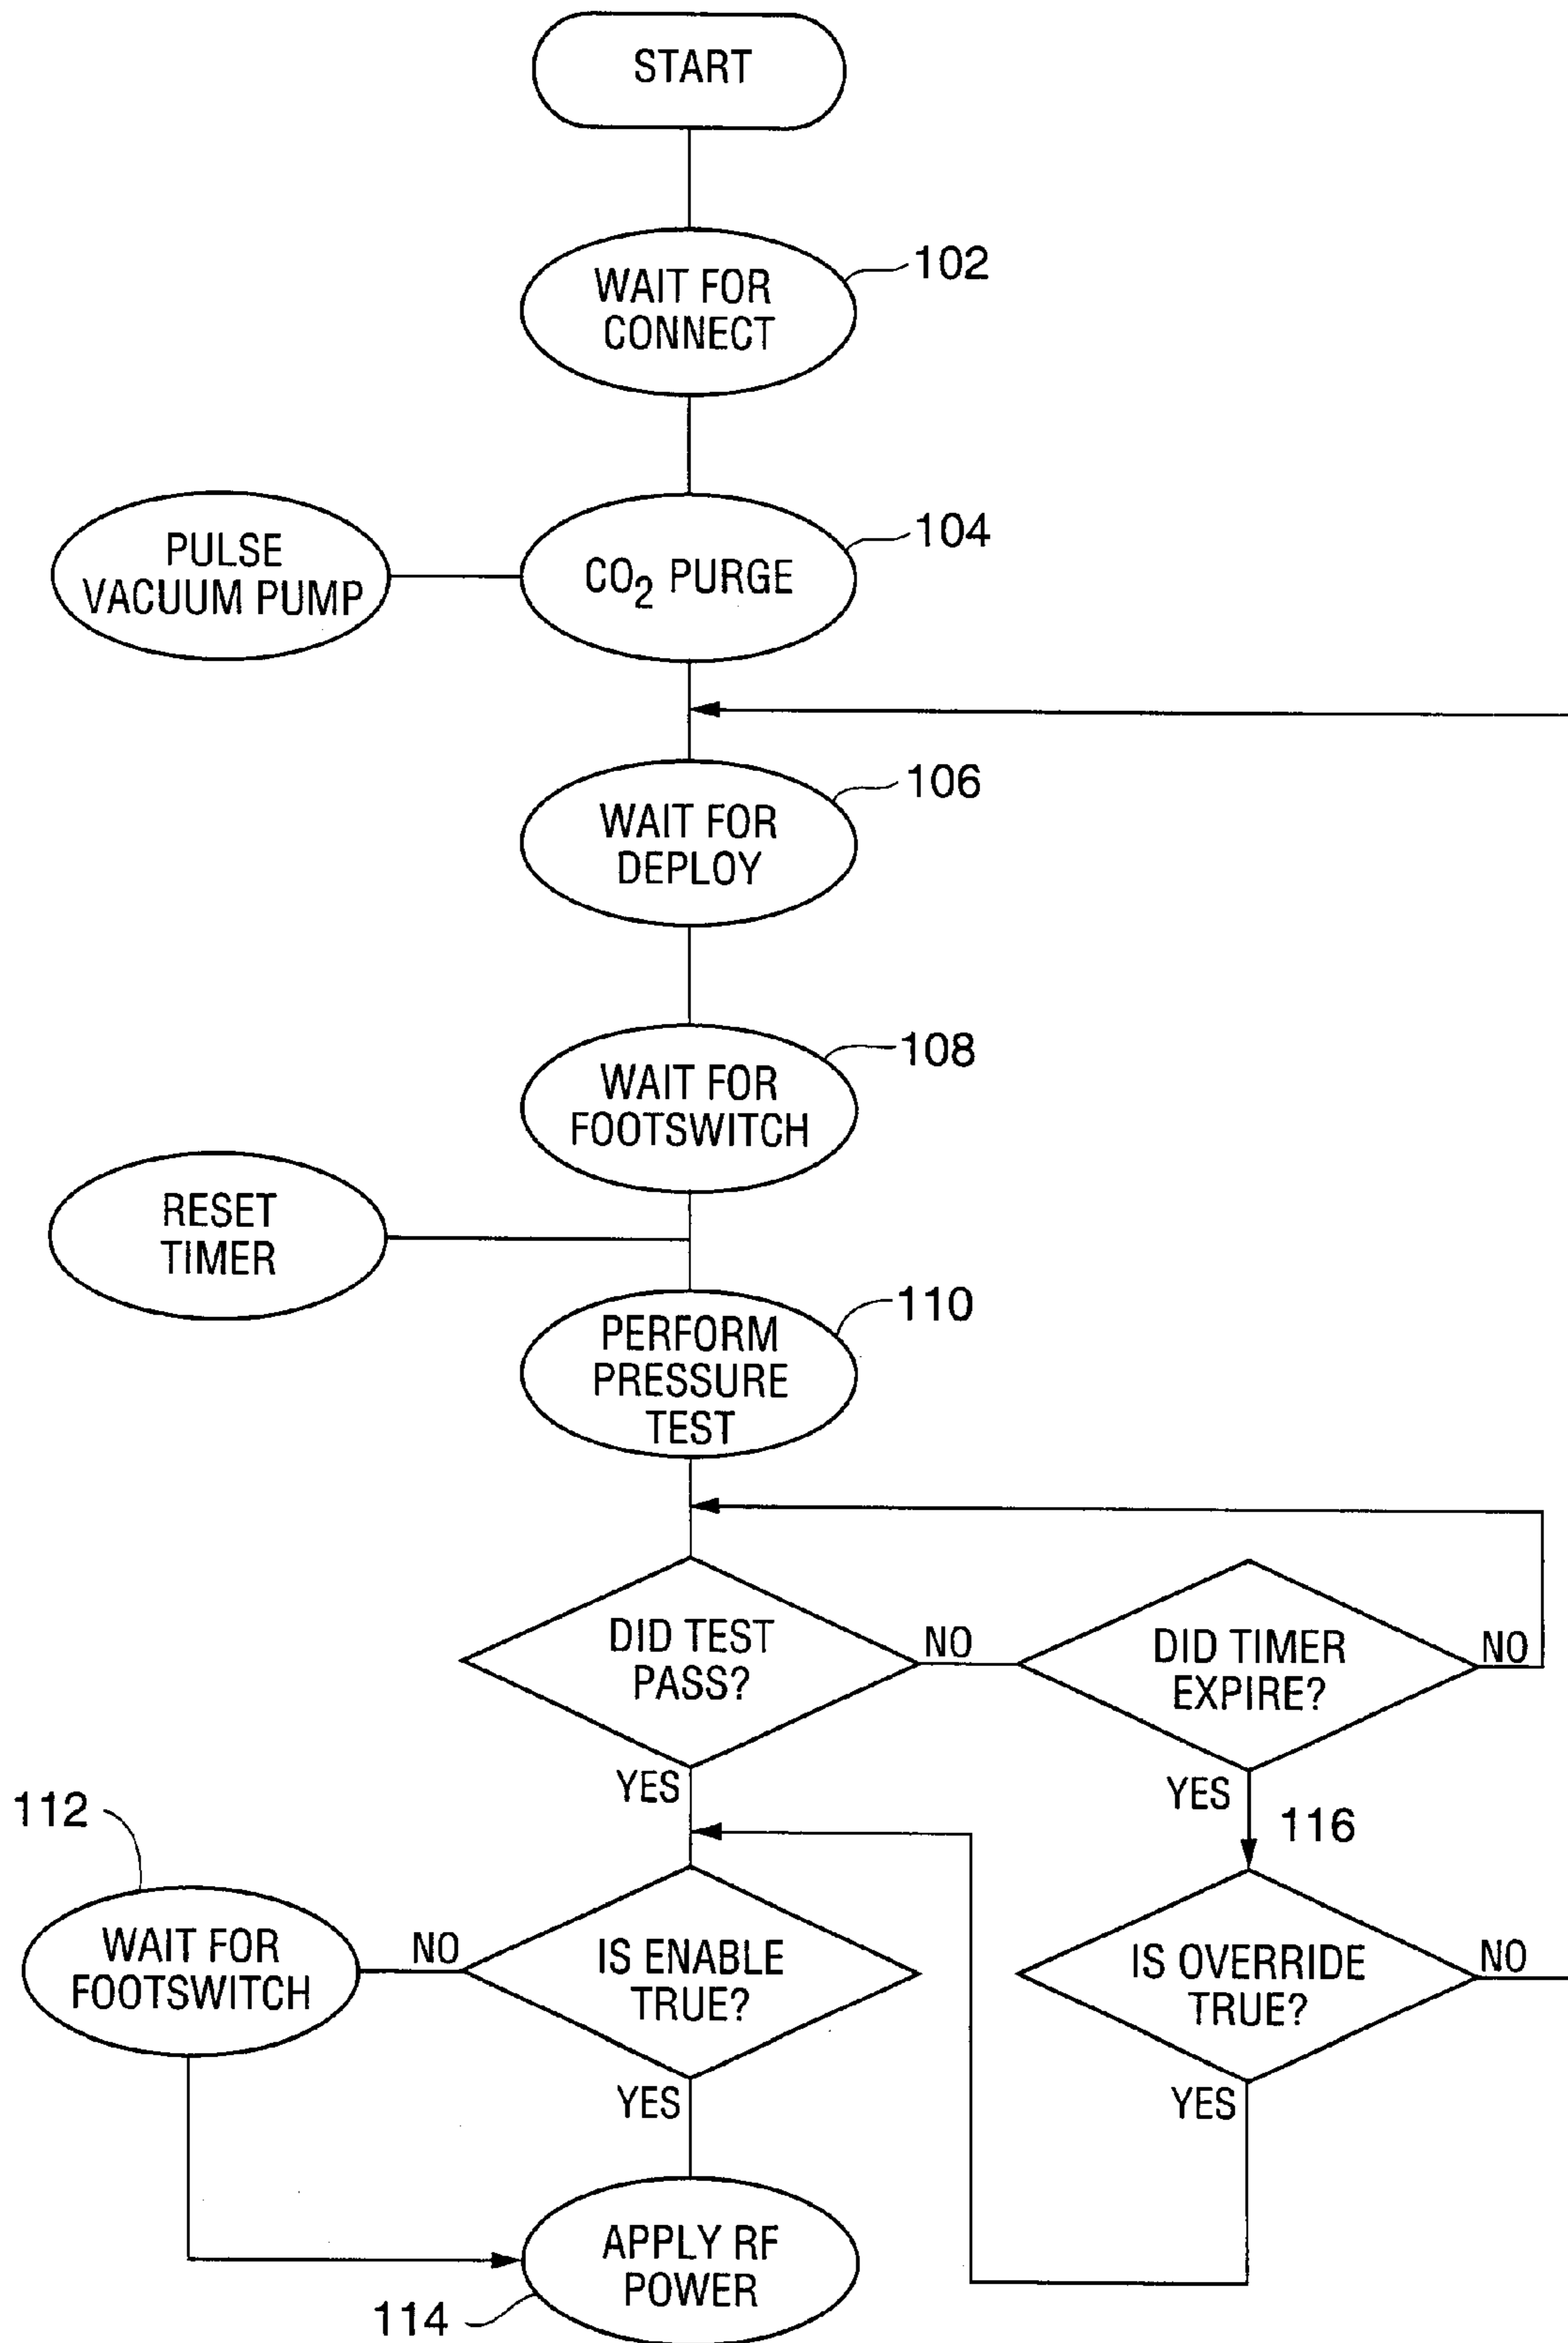 START
WAIT FOR
CONNECT
102
PULSE
VACUUM PUMP
CO₂ PURGE
104
WAIT FOR
DEPLOY
106
WAIT FOR
FOOTSWITCH
108
RESET
TIMER
PERFORM
PRESSURE
TEST
110
DID TEST
PASS?
NO
DID TIMER
EXPIRE?
NO
YES
YES
116
112
WAIT FOR
FOOTSWITCH
NO
IS ENABLE
TRUE?
IS OVERRIDE
TRUE?
NO
YES
YES
APPLY RF
POWER
114